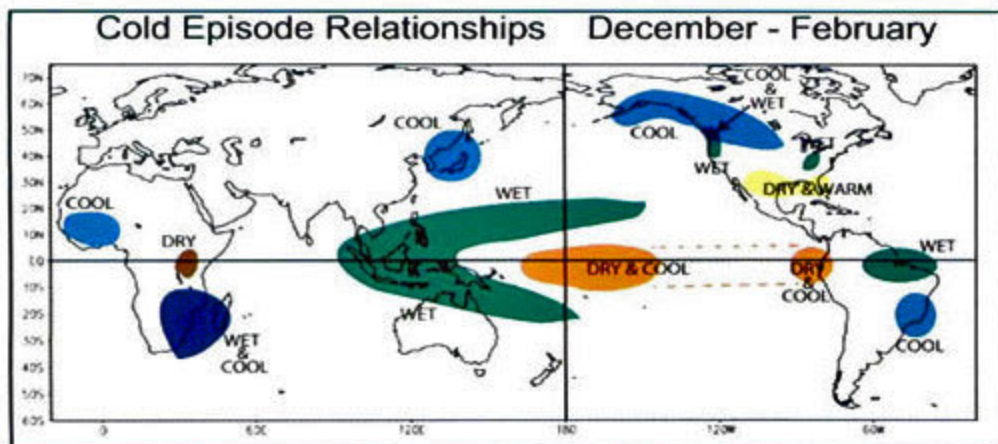 Cold Episode Relationships December - February
70N
60N
50N
40N
30N
20N
10N
EQ
10S
20S
30S
40S
50S
60S
0
60E
120E
180
120W
60W
COOL
DRY
WET
&
COOL
COOL
WET
WET
DRY & COOL
COOL
&
WET
COOL
WET
DRY & WARM
DRY
&
COOL
WET
COOL